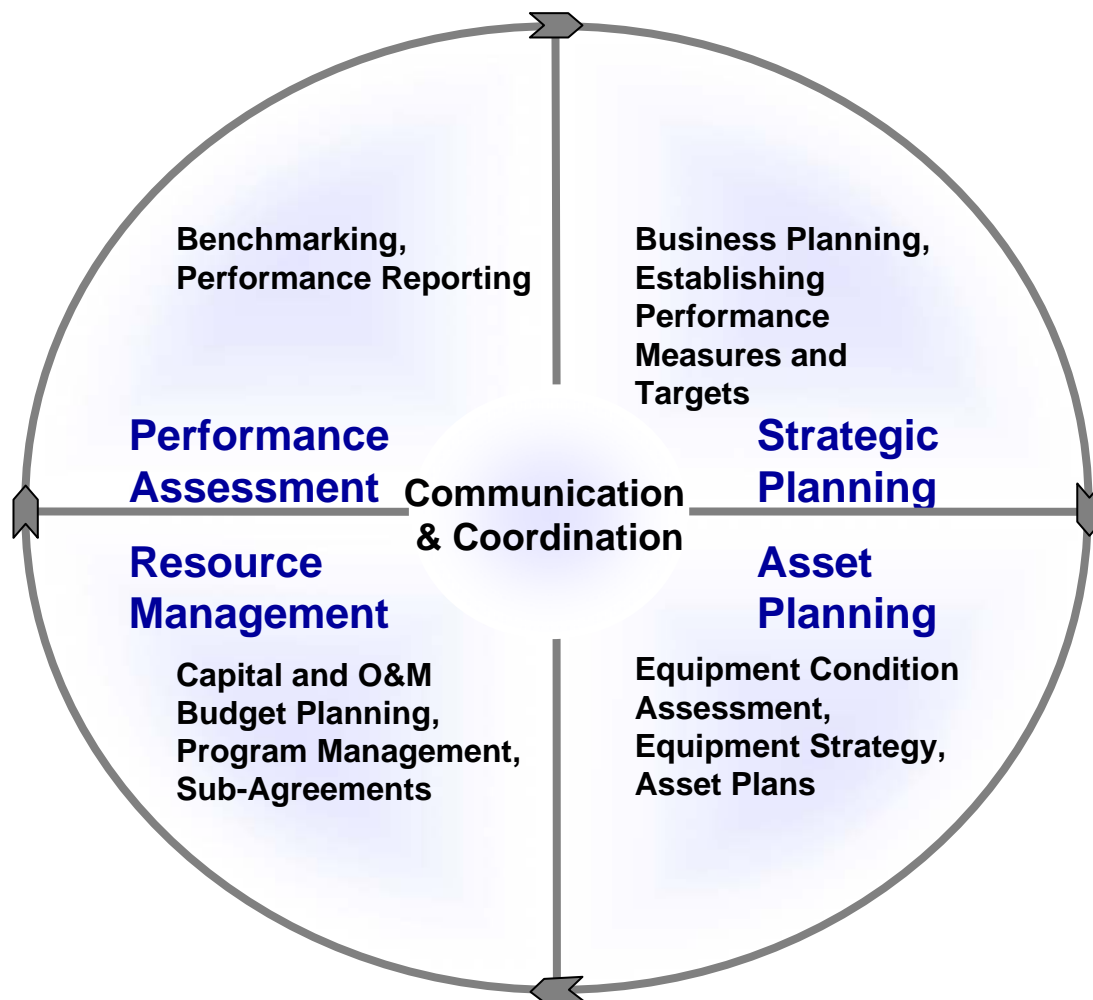 Benchmarking,
Performance Reporting
Business Planning,
Establishing
Performance
Measures and
Targets
Performance
Assessment
Strategic
Planning
Communication
& Coordination
Resource
Management
Asset
Planning
Capital and O&M
Budget Planning,
Program Management,
Sub-Agreements
Equipment Condition
Assessment,
Equipment Strategy,
Asset Plans